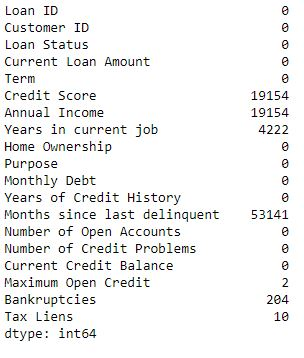 Loan ID 0
Customer ID 0
Loan Status 0
Current Loan Amount 0
Term 0
Credit Score 19154
Annual Income 19154
Years in current job 4222
Home Ownership 0
Purpose 0
Monthly Debt 0
Years of Credit History 0
Months since last delinquent 53141
Number of Open Accounts 0
Number of Credit Problems 0
Current Credit Balance 0
Maximum Open Credit 2
Bankruptcies 204
Tax Liens 10
dtype: int64